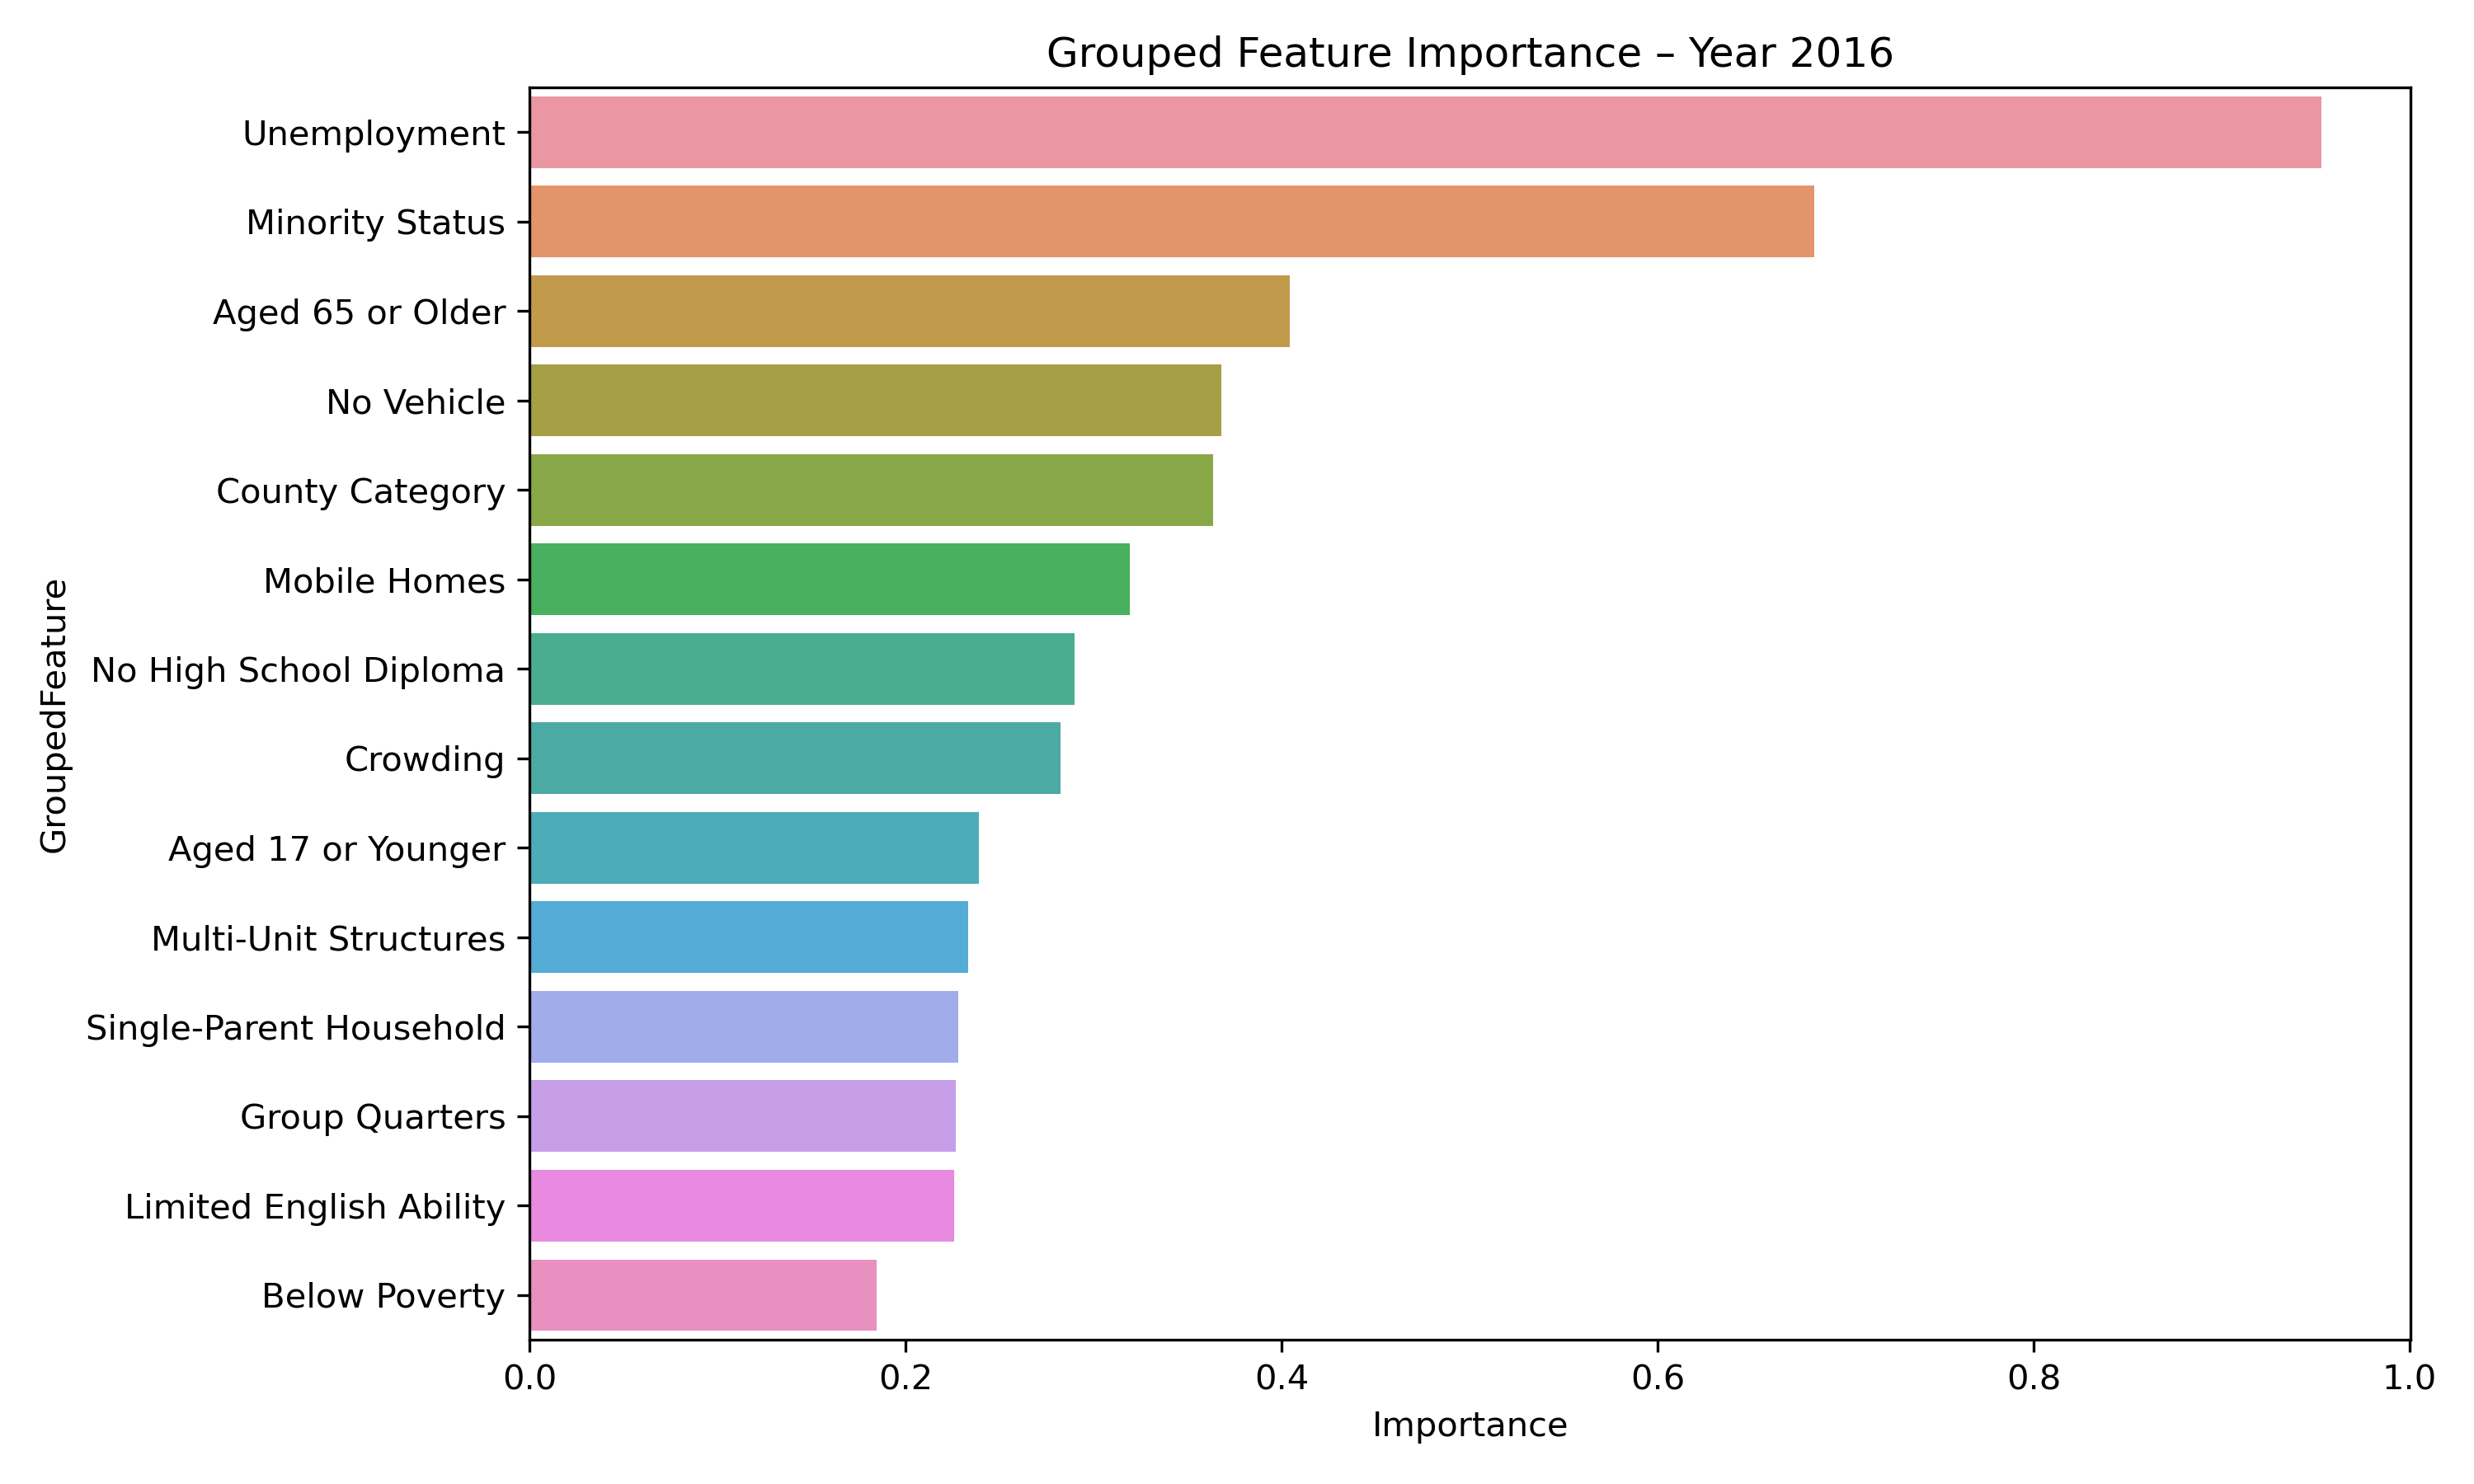 Grouped Feature Importance – Year 2016
GroupedFeature
Unemployment
Minority Status
Aged 65 or Older
No Vehicle
County Category
Mobile Homes
No High School Diploma
Crowding
Aged 17 or Younger
Multi-Unit Structures
Single-Parent Household
Group Quarters
Limited English Ability
Below Poverty
0.0 0.2 0.4 0.6 0.8 1.0
Importance